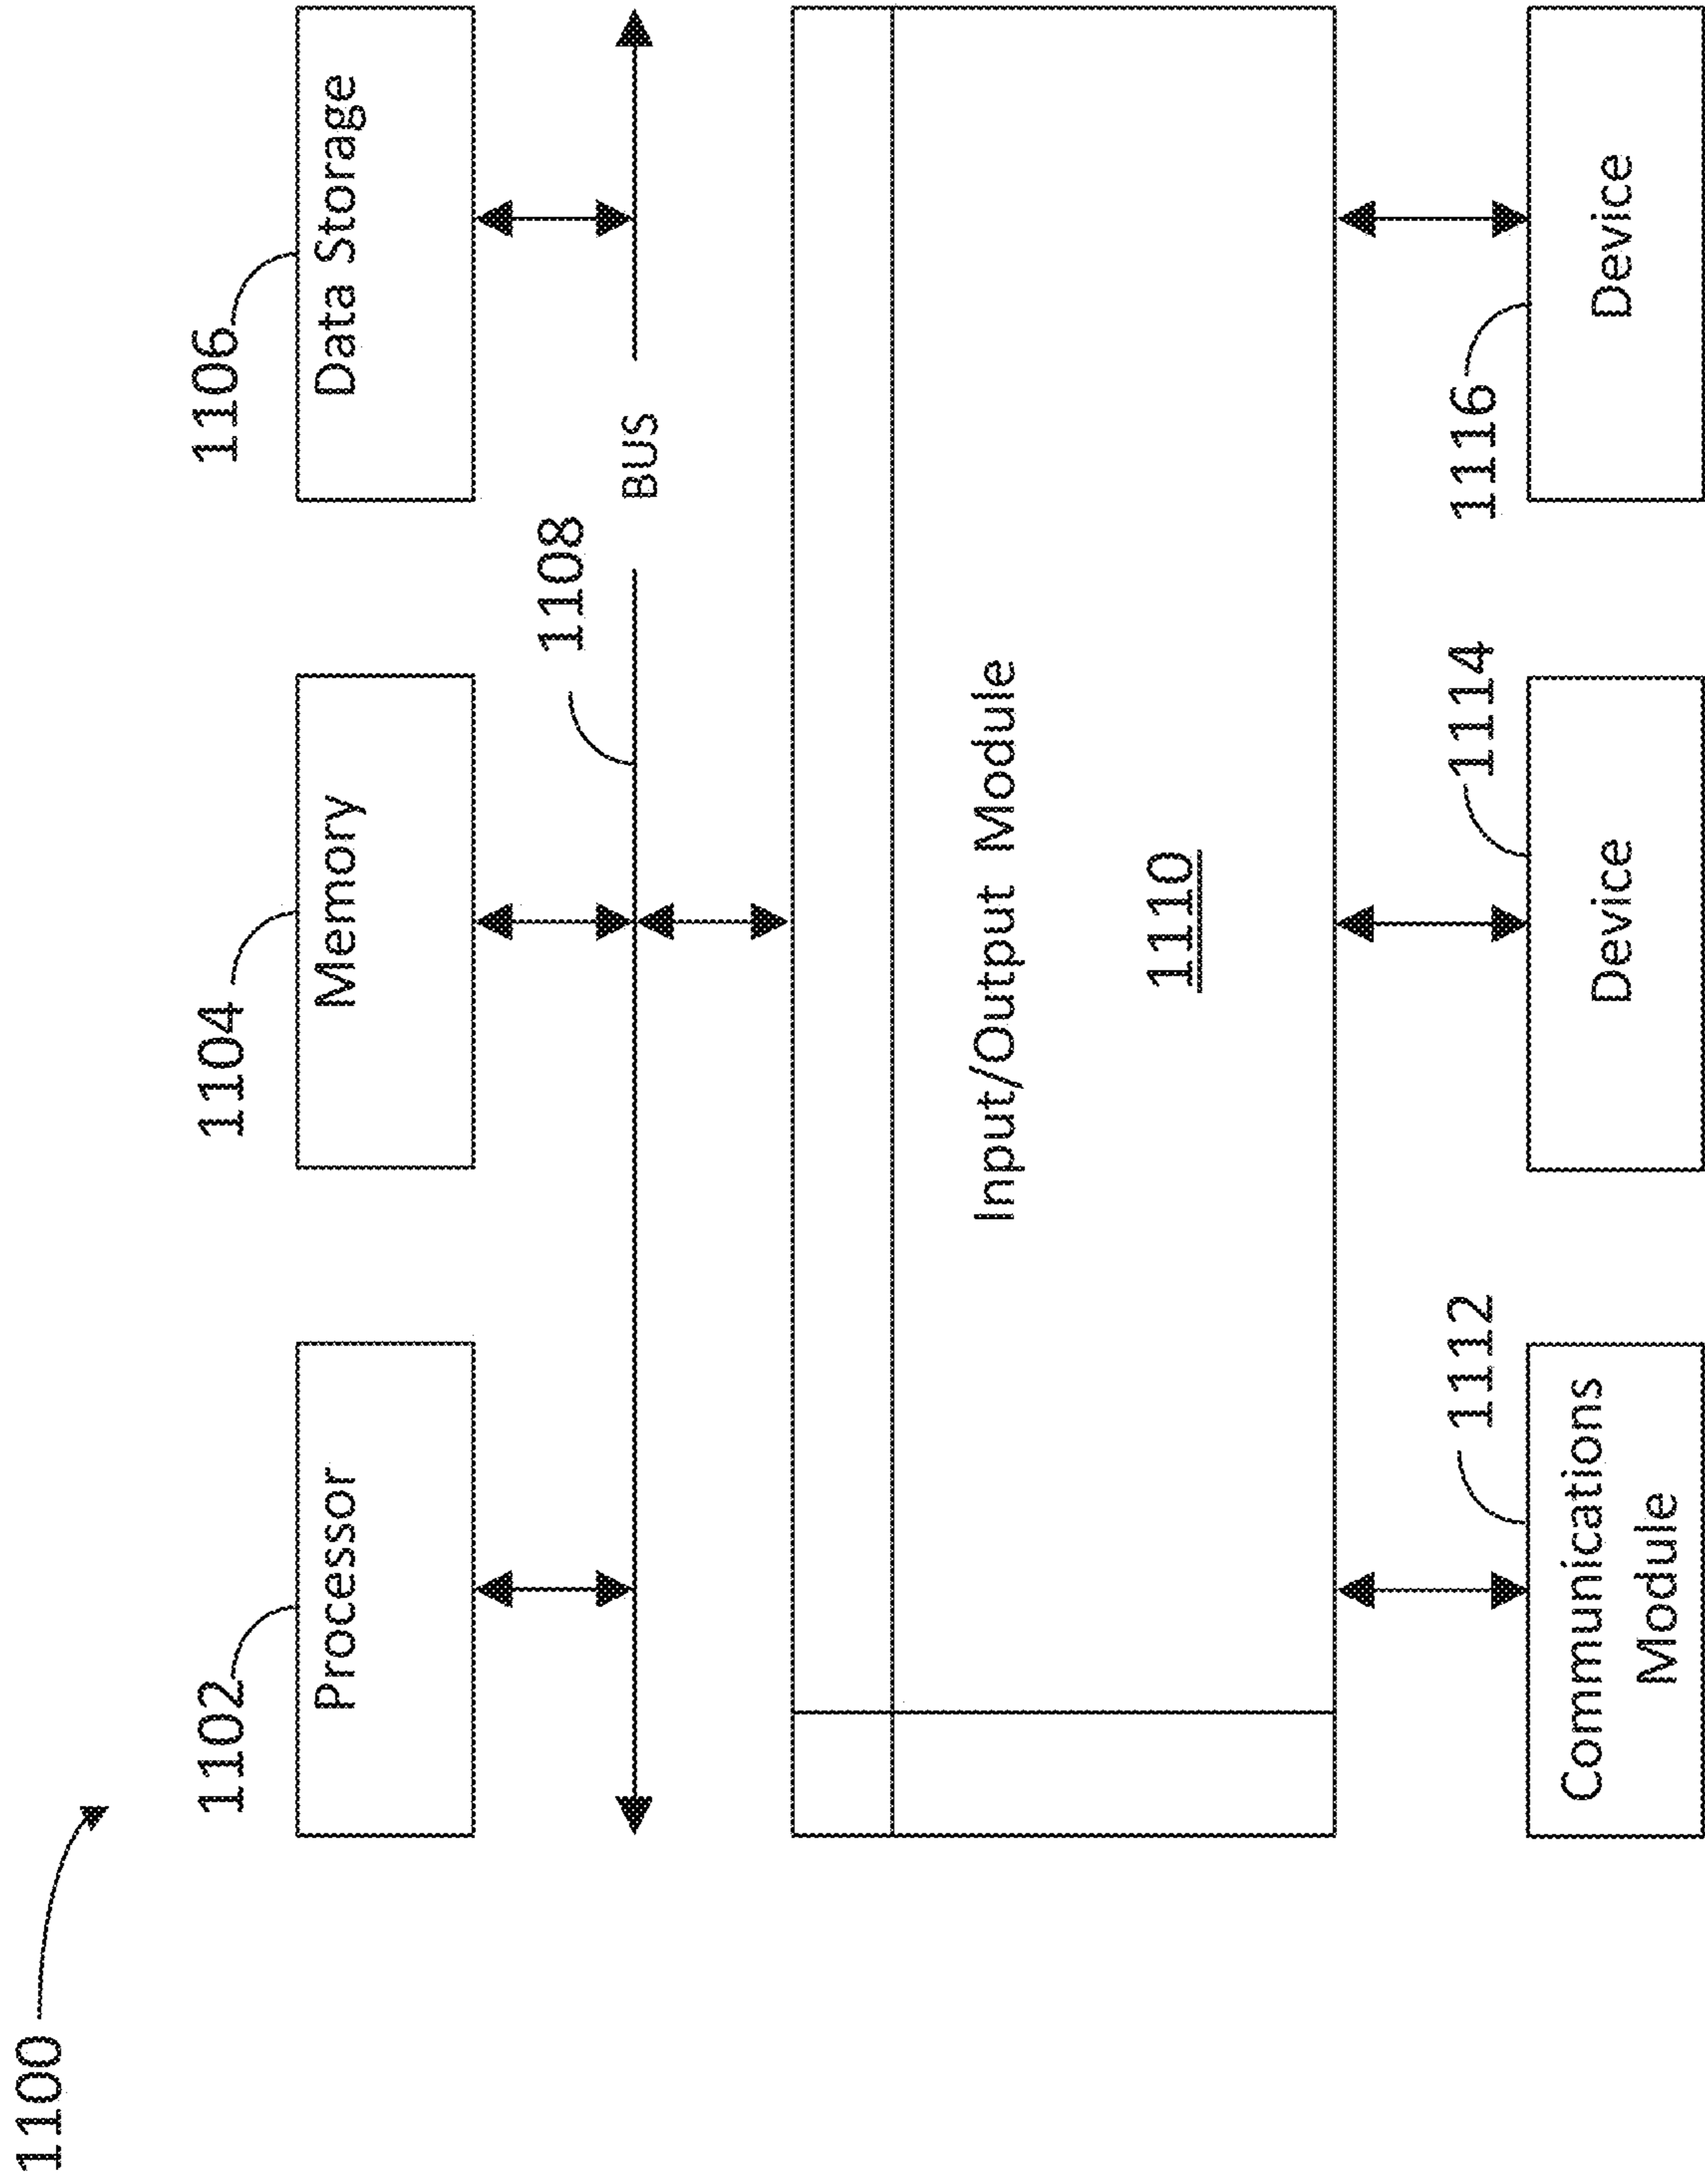 1100
1102
1104
1106
Processor
Memory
Data Storage
1108
BUS
Input/Output Module
1110
1112
1114
1116
Communications
Module
Device
Device